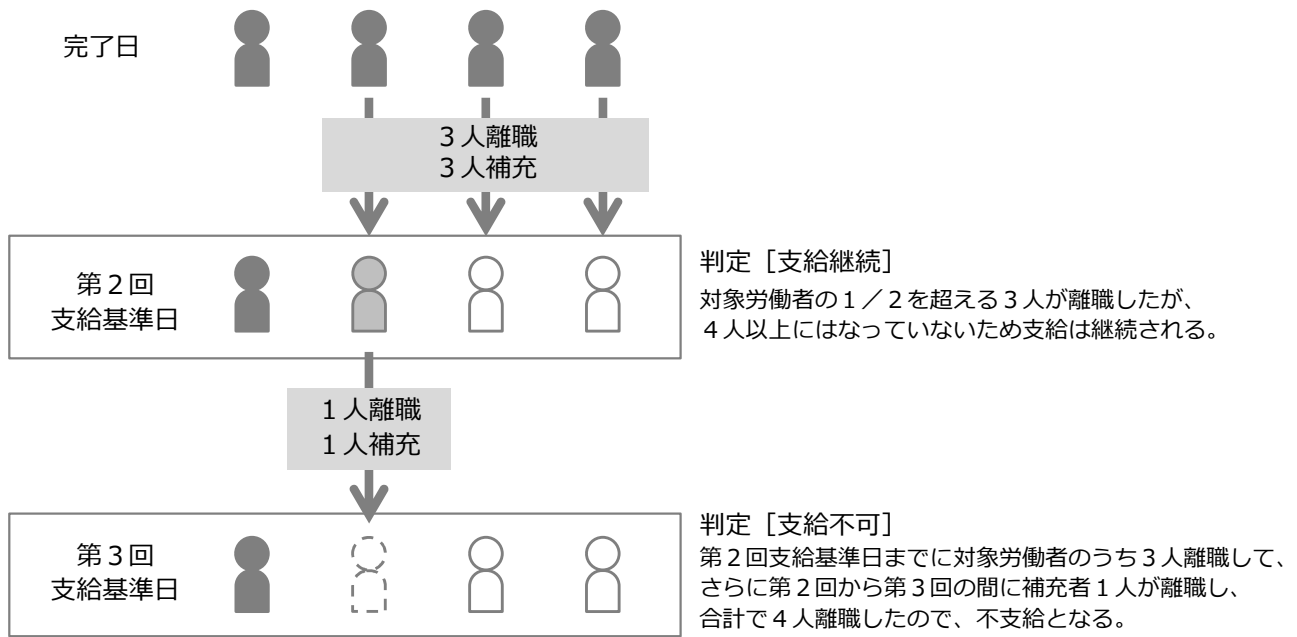 完了日
３人離職
３人補充
第２回
支給基準日
判定［支給継続］
対象労働者の１／２を超える３人が離職したが、
４人以上にはなっていないため支給は継続される。
１人離職
１人補充
第３回
支給基準日
判定［支給不可］
第２回支給基準日までに対象労働者のうち３人離職して、
さらに第２回から第３回の間に補充者１人が離職し、
合計で４人離職したので、不支給となる。